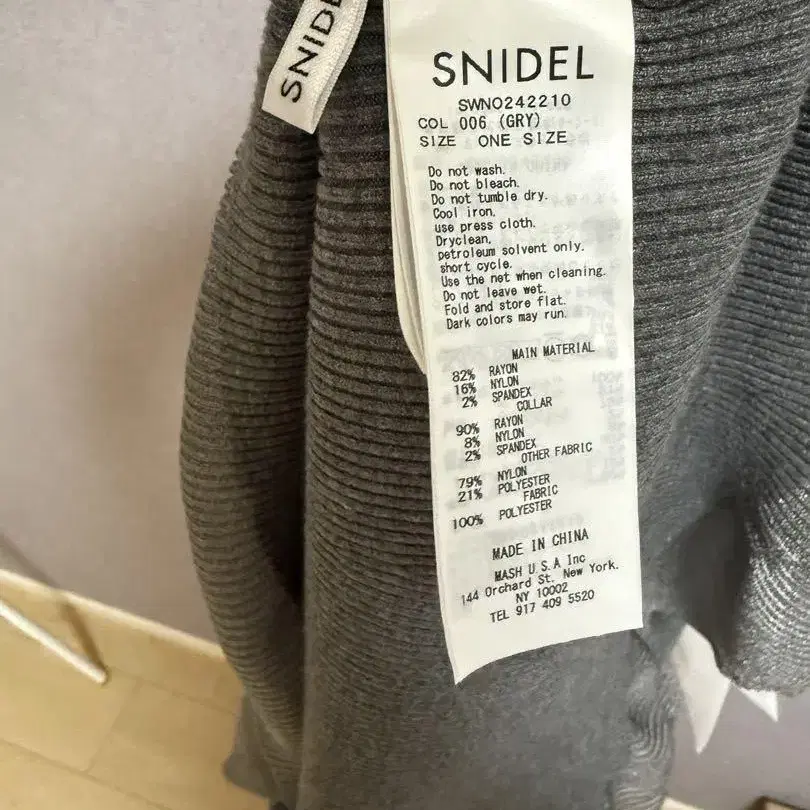 SNIDE
SNIDEL
SWNO242210
COL 006 (GRY)
SIZE ONE SIZE
Do not wash.
Do not bleach.
Do not tumble dry.
Cool iron.
use press cloth.
Dryclean,
petroleum solvent only.
short cycle.
Use the net when cleaning.
Do not leave wet.
Fold and store flat.
Dark colors may run.
MAIN MATERIAL
82% RAYON
16% NYLON
2% SPANDEX
COLLAR
90% RAYON
8% NYLON
2% SPANDEX
OTHER FABRIC
79% NYLON
21% POLYESTER
FABRIC
100% POLYESTER
MADE IN CHINA
MASH U.S.A Inc
144 Orchard St. New York.
NY 10002
TEL 917 409 5520